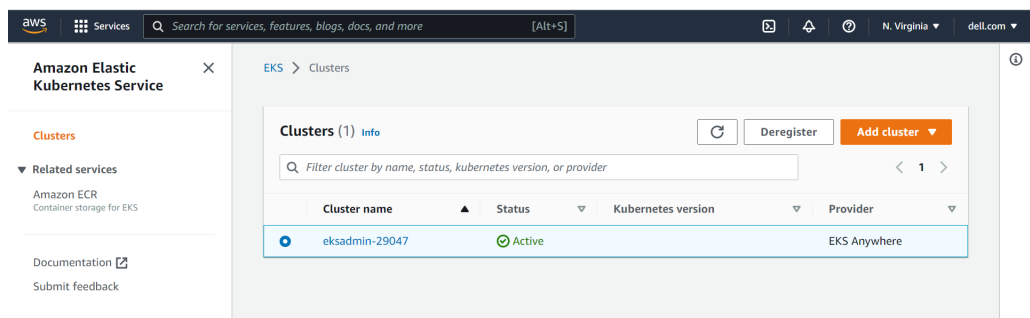 aws
Services
Search for services, features, blogs, docs, and more
[Alt+S]
N. Virginia
dell.com
Amazon Elastic
Kubernetes Service
Clusters
Related services
Amazon ECR
Container storage for EKS
Documentation
Submit feedback
EKS > Clusters
Clusters (1) Info
Deregister
Add cluster
Filter cluster by name, status, kubernetes version, or provider
< 1 >
Cluster name Status Kubernetes version Provider
eksadmin-29047 Active EKS Anywhere